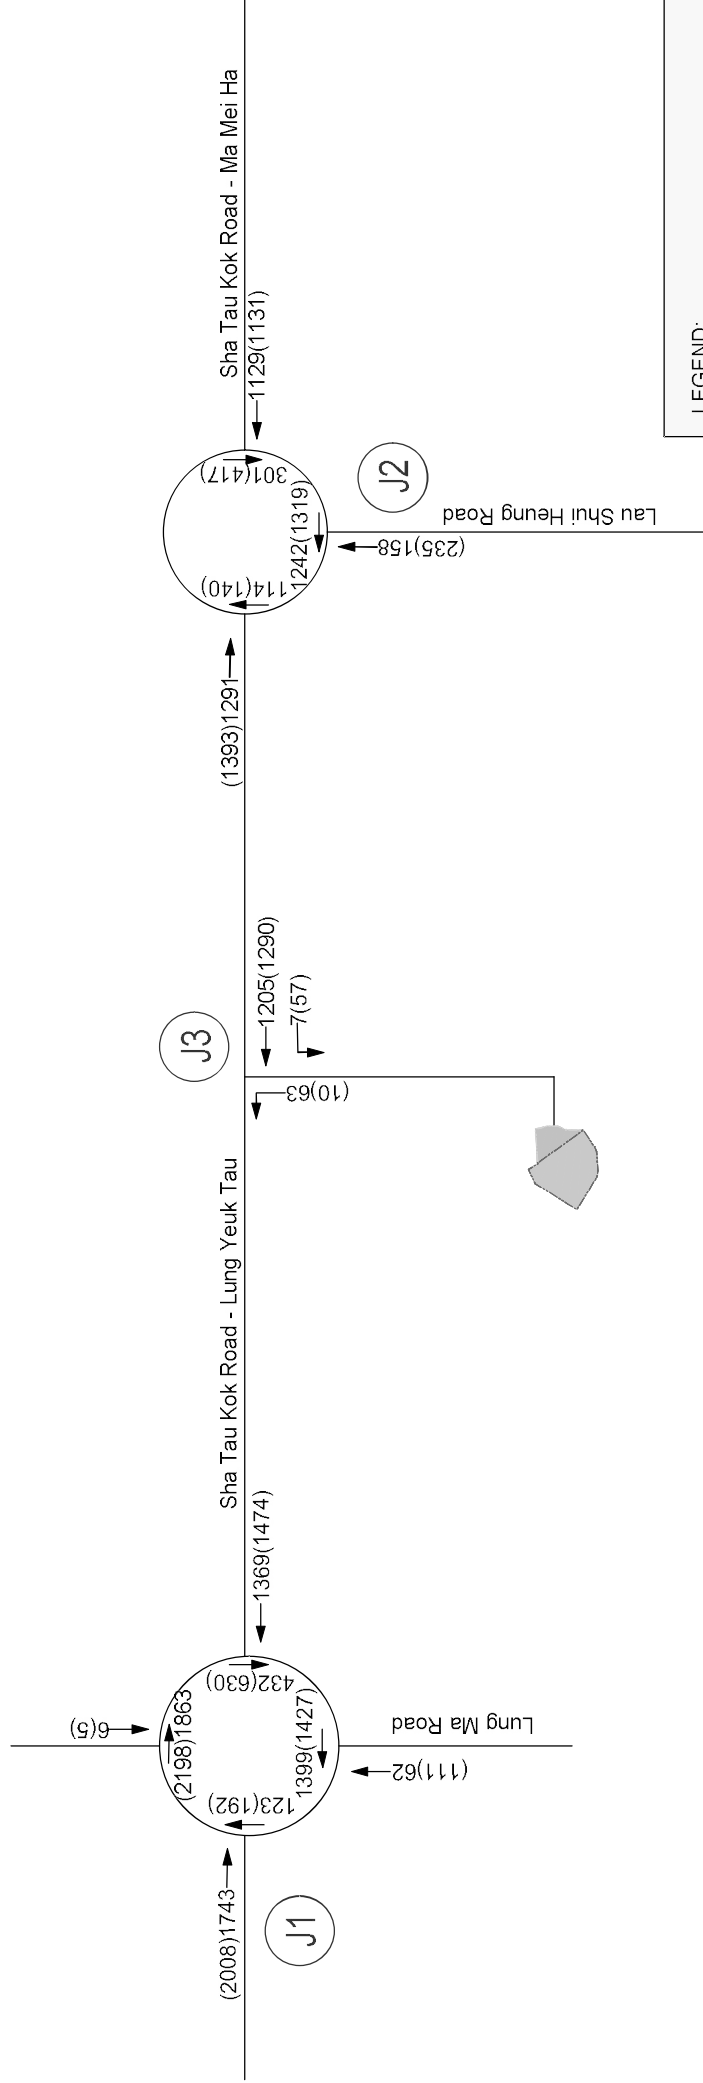 Sha Tau Kok Road - Ma Mei Ha
1129(1131)
301(417)
1242(1319)
114(140)
J2
Lau Shui Heung Road
(235)158
(1393)1291
LEGEND:
J3
1205(1290)
7(57)
(10)63
Sha Tau Kok Road - Lung Yeuk Tau
1369(1474)
432(630)
6(5)
(2198)1863
1399(1427)
123(192)
Lung Ma Road
(111)62
(2008)1743
J1